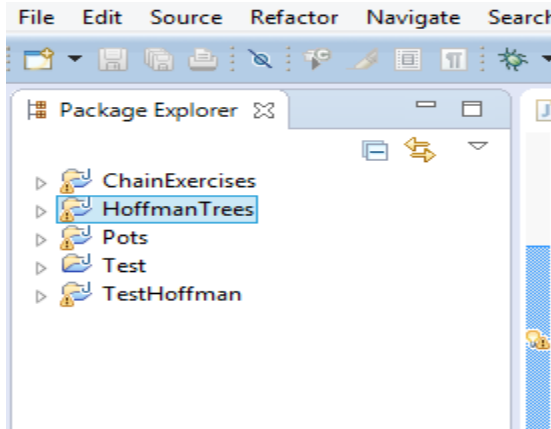 File Edit Source Refactor Navigate Search
Package Explorer
ChainExercises
HoffmanTrees
Pots
Test
TestHoffman